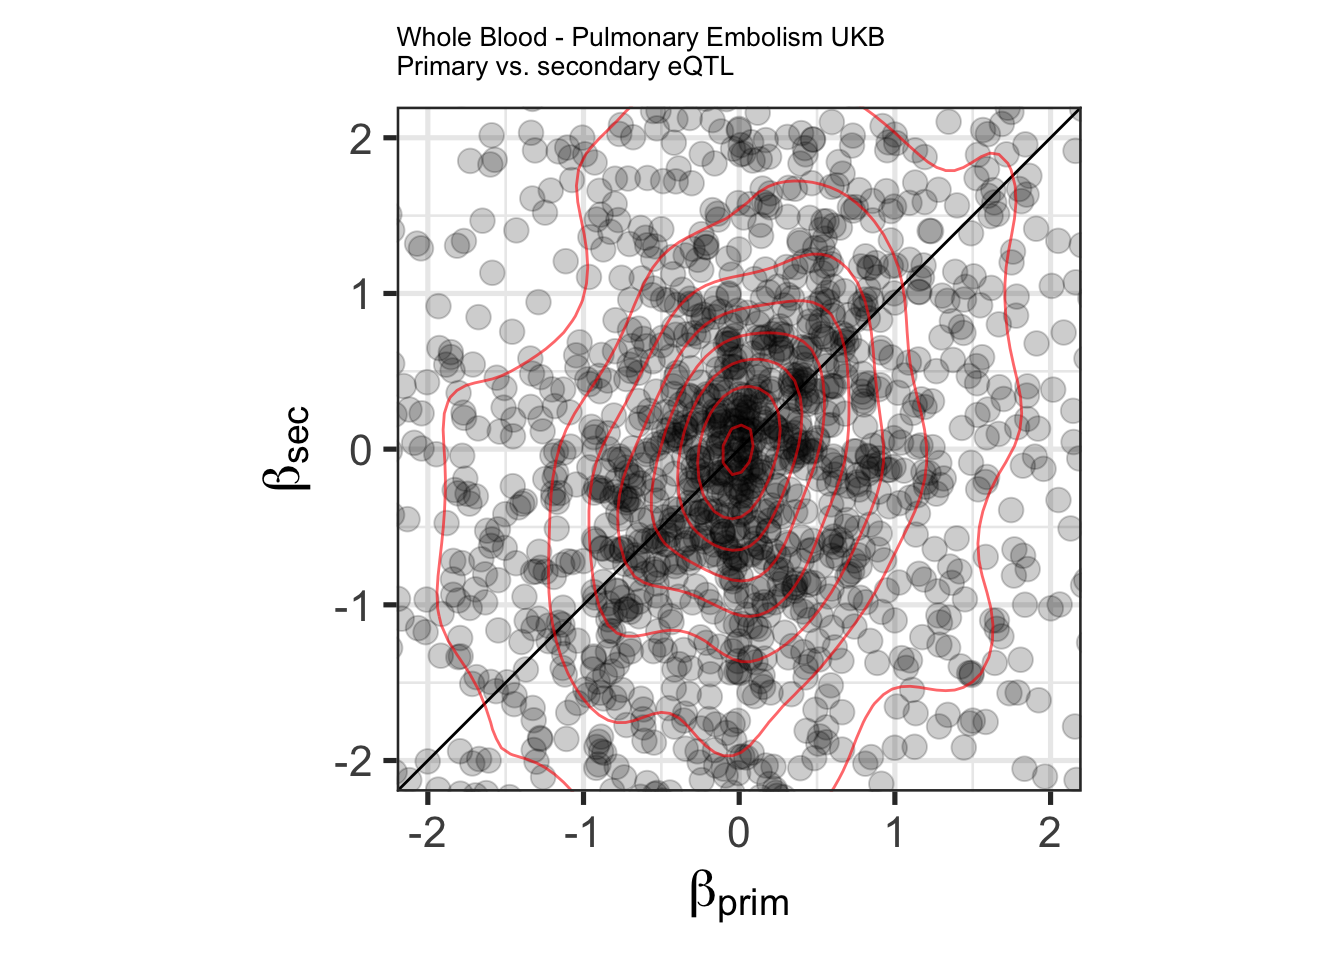 Whole Blood - Pulmonary Embolism UKB
Primary vs. secondary eQTL
2
1
0
-1
-2
βsec
-2 -1 0 1 2
βprim